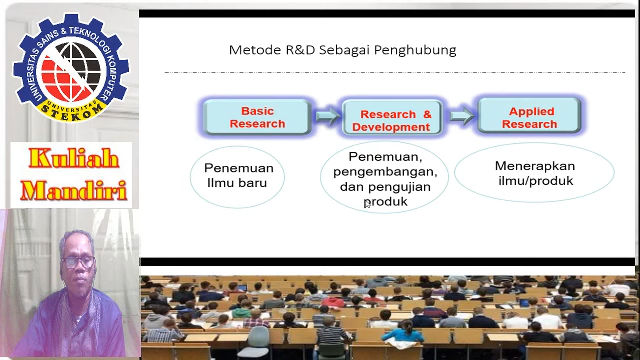 UNIVERSITAS SAINS & TEKNOLOGI KOMPUTER
UNIVERSITAS
STEKOM
Kuliah
Mandiri
Metode R&D Sebagai Penghubung
Basic
Research
Research &
Development
Applied
Research
Penemuan
Ilmu baru
Penemuan,
pengembangan,
dan pengujian
produk
Menerapkan
ilmu/produk